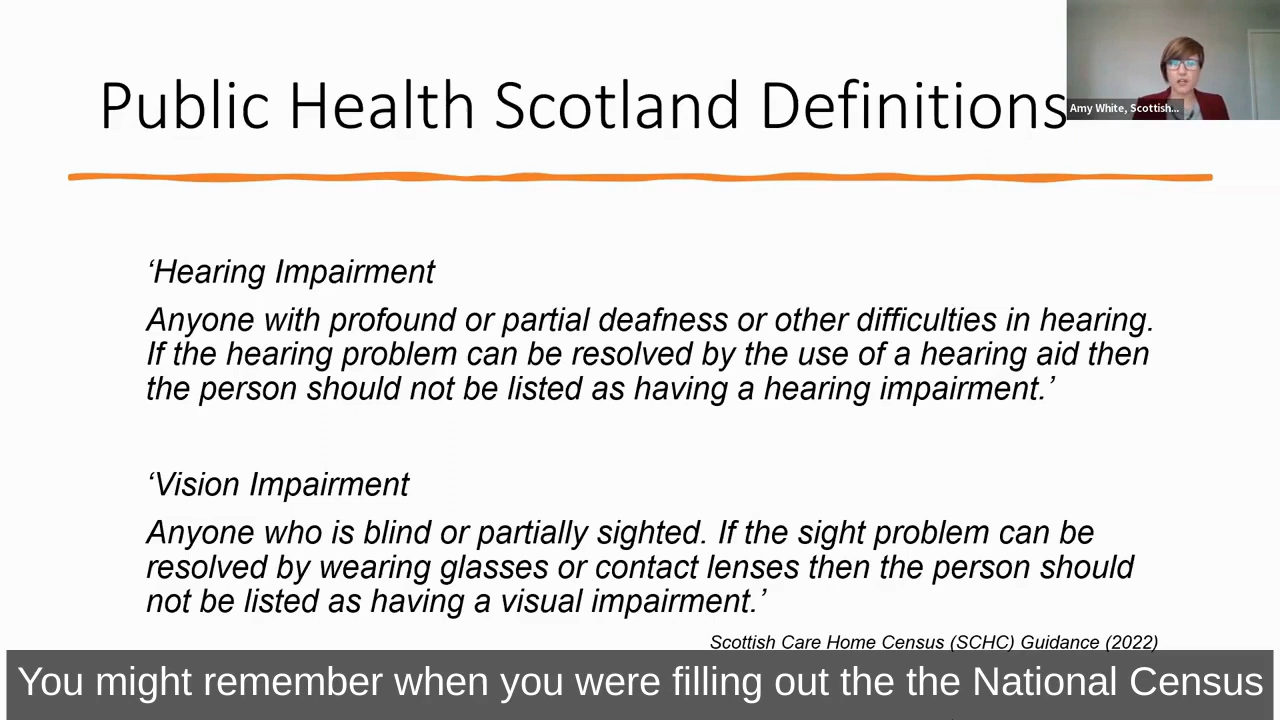 Public Health Scotland Definitions
Amy White, Scottish...
‘Hearing Impairment
Anyone with profound or partial deafness or other difficulties in hearing.
If the hearing problem can be resolved by the use of a hearing aid then
the person should not be listed as having a hearing impairment.’
‘Vision Impairment
Anyone who is blind or partially sighted. If the sight problem can be
resolved by wearing glasses or contact lenses then the person should
not be listed as having a visual impairment.’
Scottish Care Home Census (SCHC) Guidance (2022)
You might remember when you were filling out the the National Census